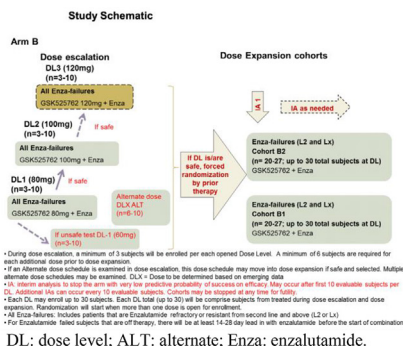 Study Schematic
Arm B
Dose escalation
DL3 (120mg)
(n=3-10)
All Enza-failures
GSK525762 120mg + Enza
DL2 (100mg)
(n=3-10)
If safe
All Enza-failures
GSK525762 100mg + Enza
DL1 (80mg)
(n=3-10)
If safe
All Enza-failures
GSK525762 80mg + Enza
Alternate dose
DLX ALT
(n=6-10)
If unsafe test DL-1 (60mg)
(n=3-10)
If DL is/are
safe, forced
randomization
by prior
therapy
Dose Expansion cohorts
IA 1
IA as needed
Enza-failures (L2 and Lx)
Cohort B2
(n= 20-27; up to 30 total subjects at DL)
GSK525762 + Enza
Enza-failures (L2 and Lx)
Cohort B1
(n= 20-27; up to 30 total subjects at DL)
GSK525762 + Enza
• During dose escalation, a minimum of 3 subjects will be enrolled per each opened Dose Level. A minimum of 6 subjects are required for
each additional dose prior to dose expansion.
• If an Alternate dose schedule is examined in dose escalation, this dose schedule may move into dose expansion if safe and selected. Multiple
alternate dose schedules may be examined. DLX = Dose to be determined based on emerging data
• IA: interim analysis to stop the arm with very low predictive probability of success on efficacy. May occur after first 10 evaluable subjects per
DL. Additional IAs can occur every 10 evaluable subjects. Cohorts may be stopped at any time for futility.
• Each DL may enroll up to 30 subjects. Each DL total (up to 30) will be comprise subjects from treated during dose escalation and dose
expansion. Randomization will start when more than one dose is open for enrollment.
• All Enza-failures: Includes patients that are Enzalutamide refractory or resistant from second line and above (L2 or Lx)
• For Enzalutamide failed subjects that are off therapy, there will be at least 14-28 day lead in with enzalutamide before the start of combination
DL: dose level; ALT: alternate; Enza: enzalutamide.